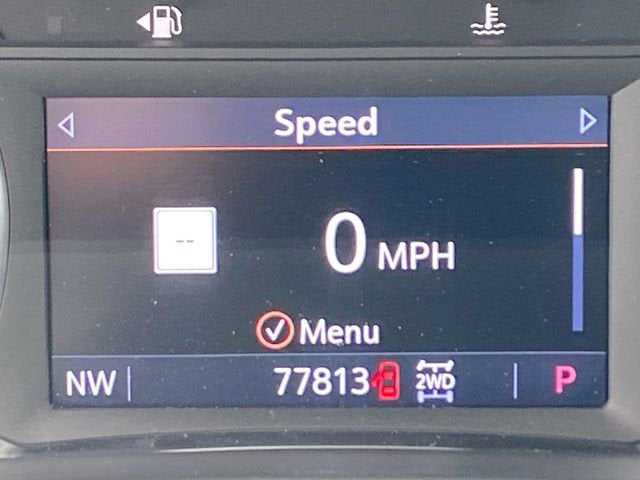 Speed
--
0 MPH
Menu
NW 77813 2WD P